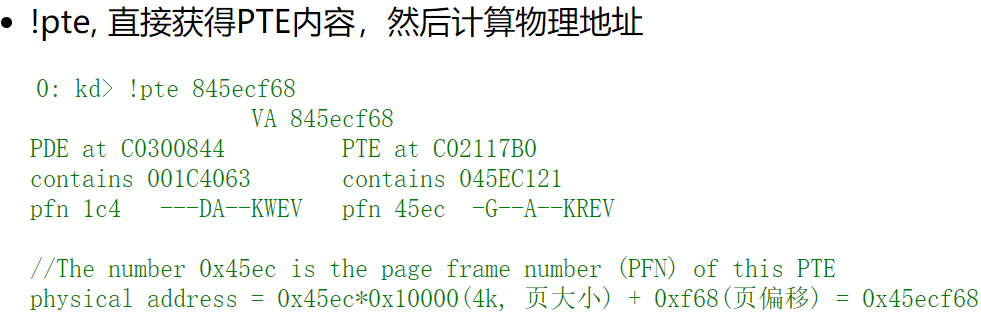 • !pte, 直接获得PTE内容，然后计算物理地址
0: kd> !pte 845ecf68
VA 845ecf68
PDE at C0300844 PTE at C02117B0
contains 001C4063 contains 045EC121
pfn 1c4 ---DA--KWEV pfn 45ec -G--A--KREV
//The number 0x45ec is the page frame number (PFN) of this PTE
physical address = 0x45ec*0x10000(4k, 页大小) + 0xf68(页偏移) = 0x45ecf68